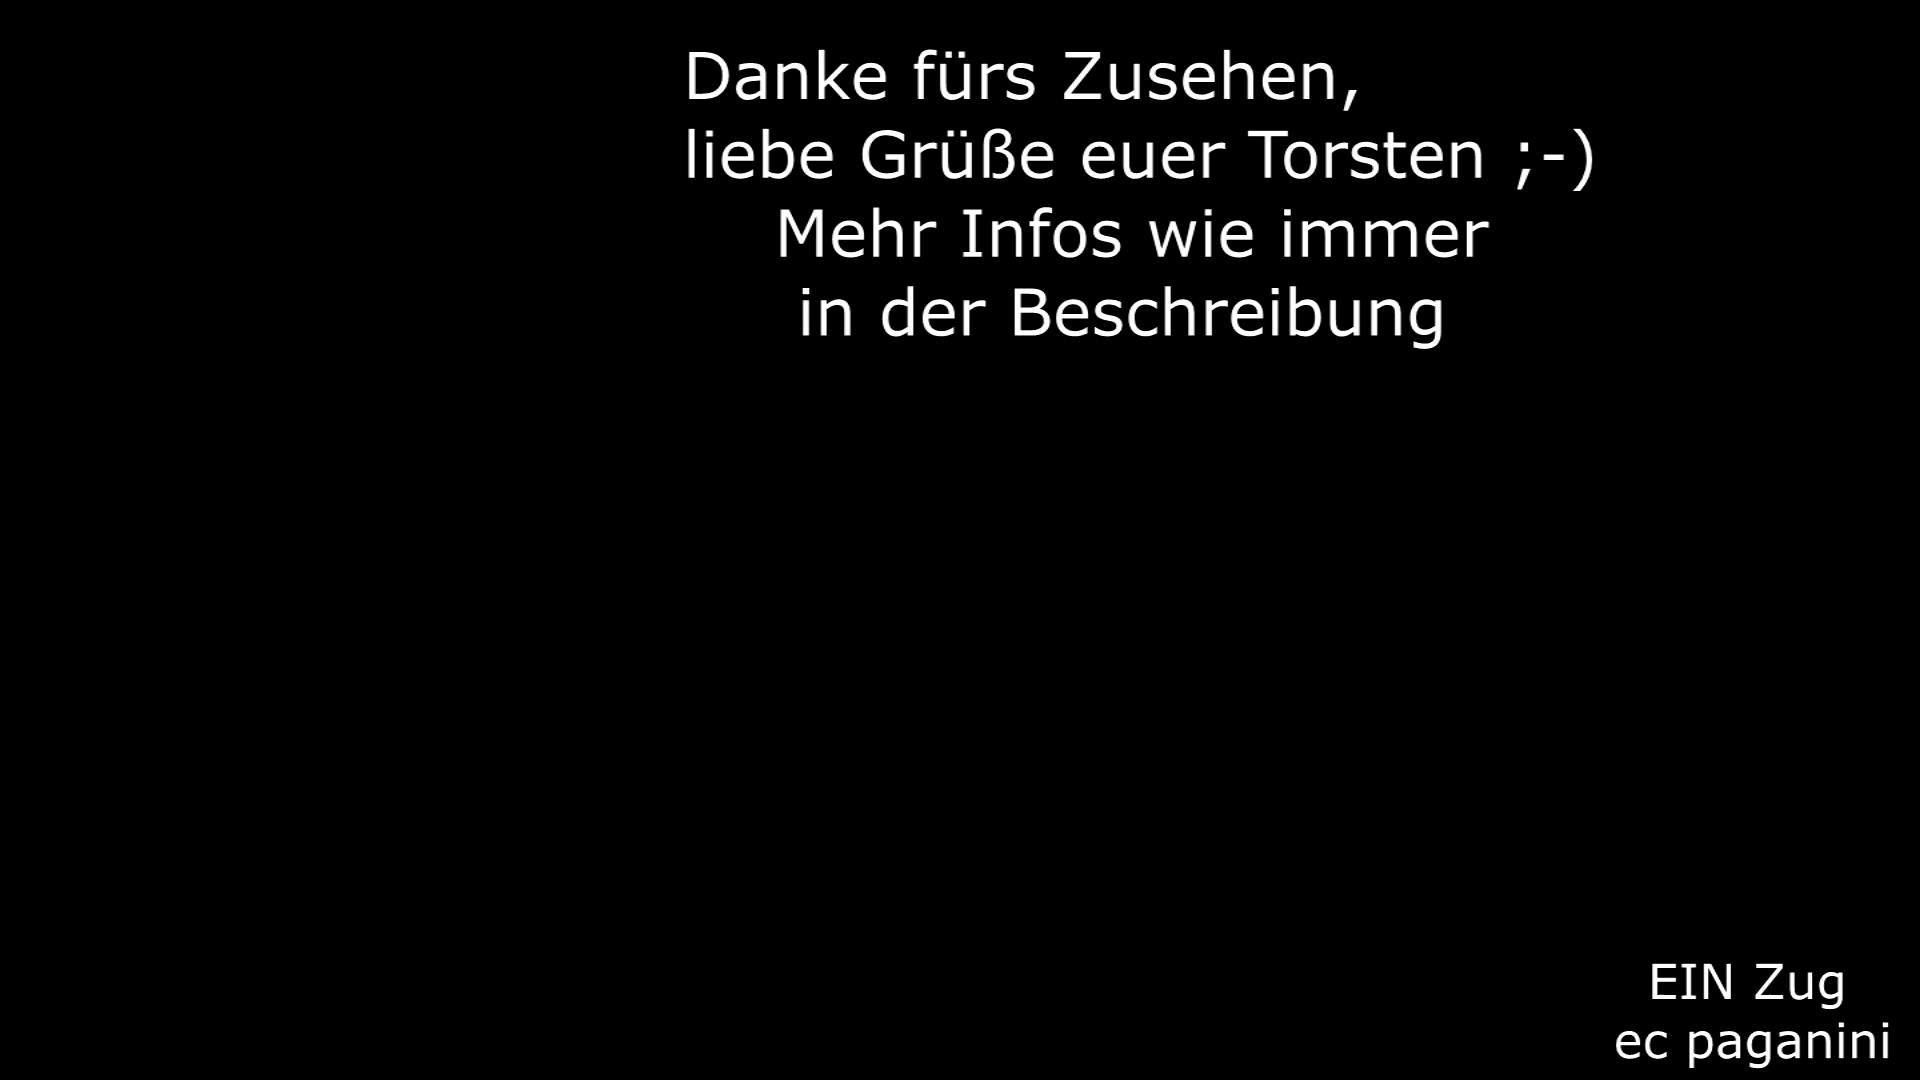 Danke fürs Zusehen,
liebe Grüße euer Torsten ;-)
Mehr Infos wie immer
in der Beschreibung
EIN Zug
ec paganini